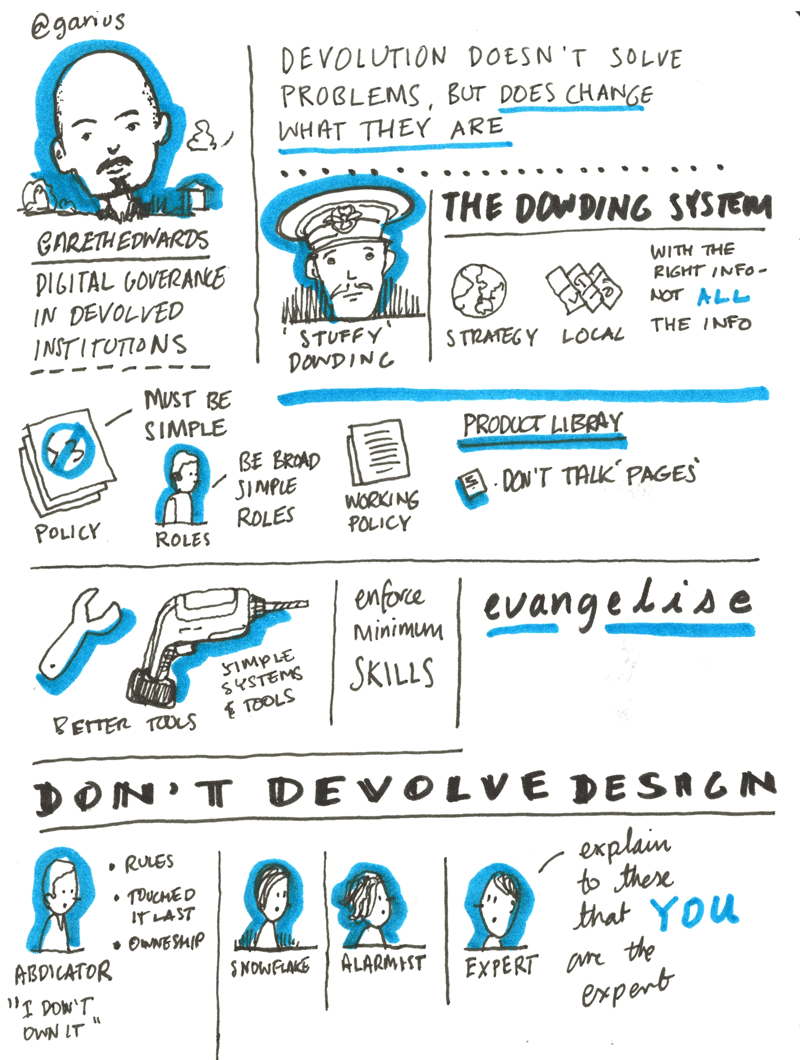 @garius
GARETH EDWARDS
DIGITAL GOVERANCE
IN DEVOLVED
INSTITUTIONS
DEVOLUTION DOESN'T SOLVE
PROBLEMS, BUT DOES CHANGE
WHAT THEY ARE
'STUFFY'
DOWDING
THE DOWDING SYSTEM
STRATEGY
LOCAL
WITH THE
RIGHT INFO-
NOT ALL
THE INFO
MUST BE
SIMPLE
POLICY
BE BROAD
SIMPLE
ROLES
ROLES
WORKING
POLICY
PRODUCT LIBRAY
· DON'T TALK 'PAGES'
BETTER TOOLS
SIMPLE
SYSTEMS
& TOOLS
enforce
minimum
SKILLS
evangelise
DON'T DEVOLVE DESIGN
ABDICATOR
"I DON'T
OWN IT"
• RULES
• TOUCHED
IT LAST
• OWNESHIP
SNOWFLAKE
ALARMIST
EXPERT
explain
to these
that YOU
are the
expert